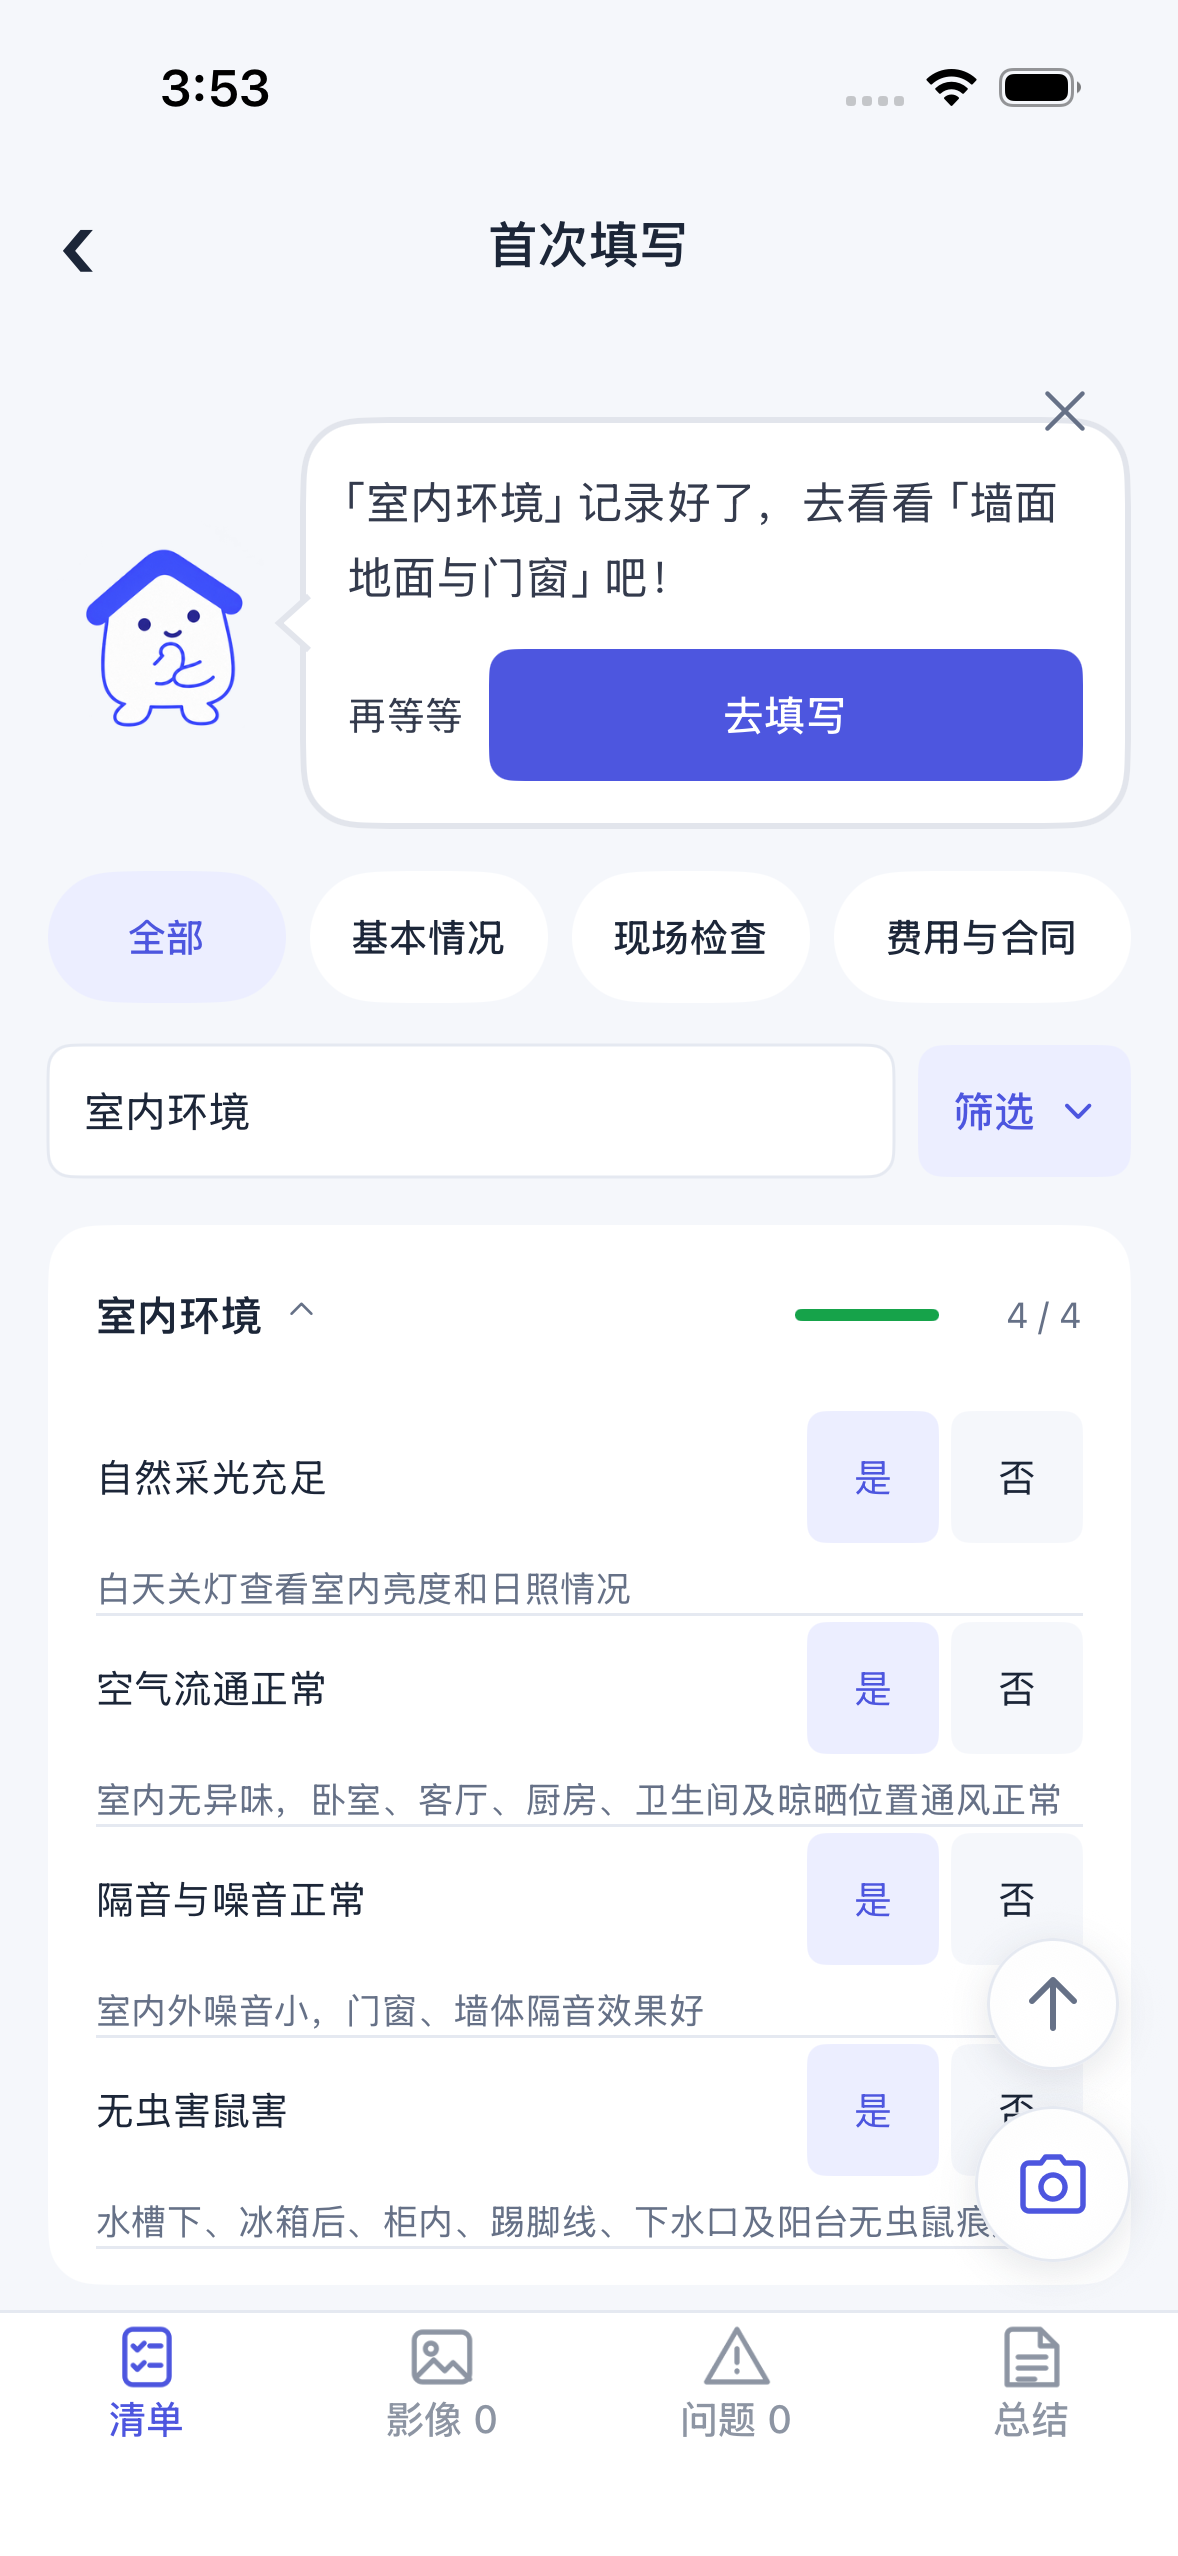 3:53
首次填写
「室内环境」记录好了，去看看「墙面
地面与门窗」吧！
再等等
去填写
全部
基本情况
现场检查
费用与合同
室内环境
筛选
室内环境
4 / 4
自然采光充足
是
否
白天关灯查看室内亮度和日照情况
空气流通正常
是
否
室内无异味，卧室、客厅、厨房、卫生间及晾晒位置通风正常
隔音与噪音正常
是
否
室内外噪音小，门窗、墙体隔音效果好
无虫害鼠害
是
否
水槽下、冰箱后、柜内、踢脚线、下水口及阳台无虫鼠痕
清单
影像 0
问题 0
总结